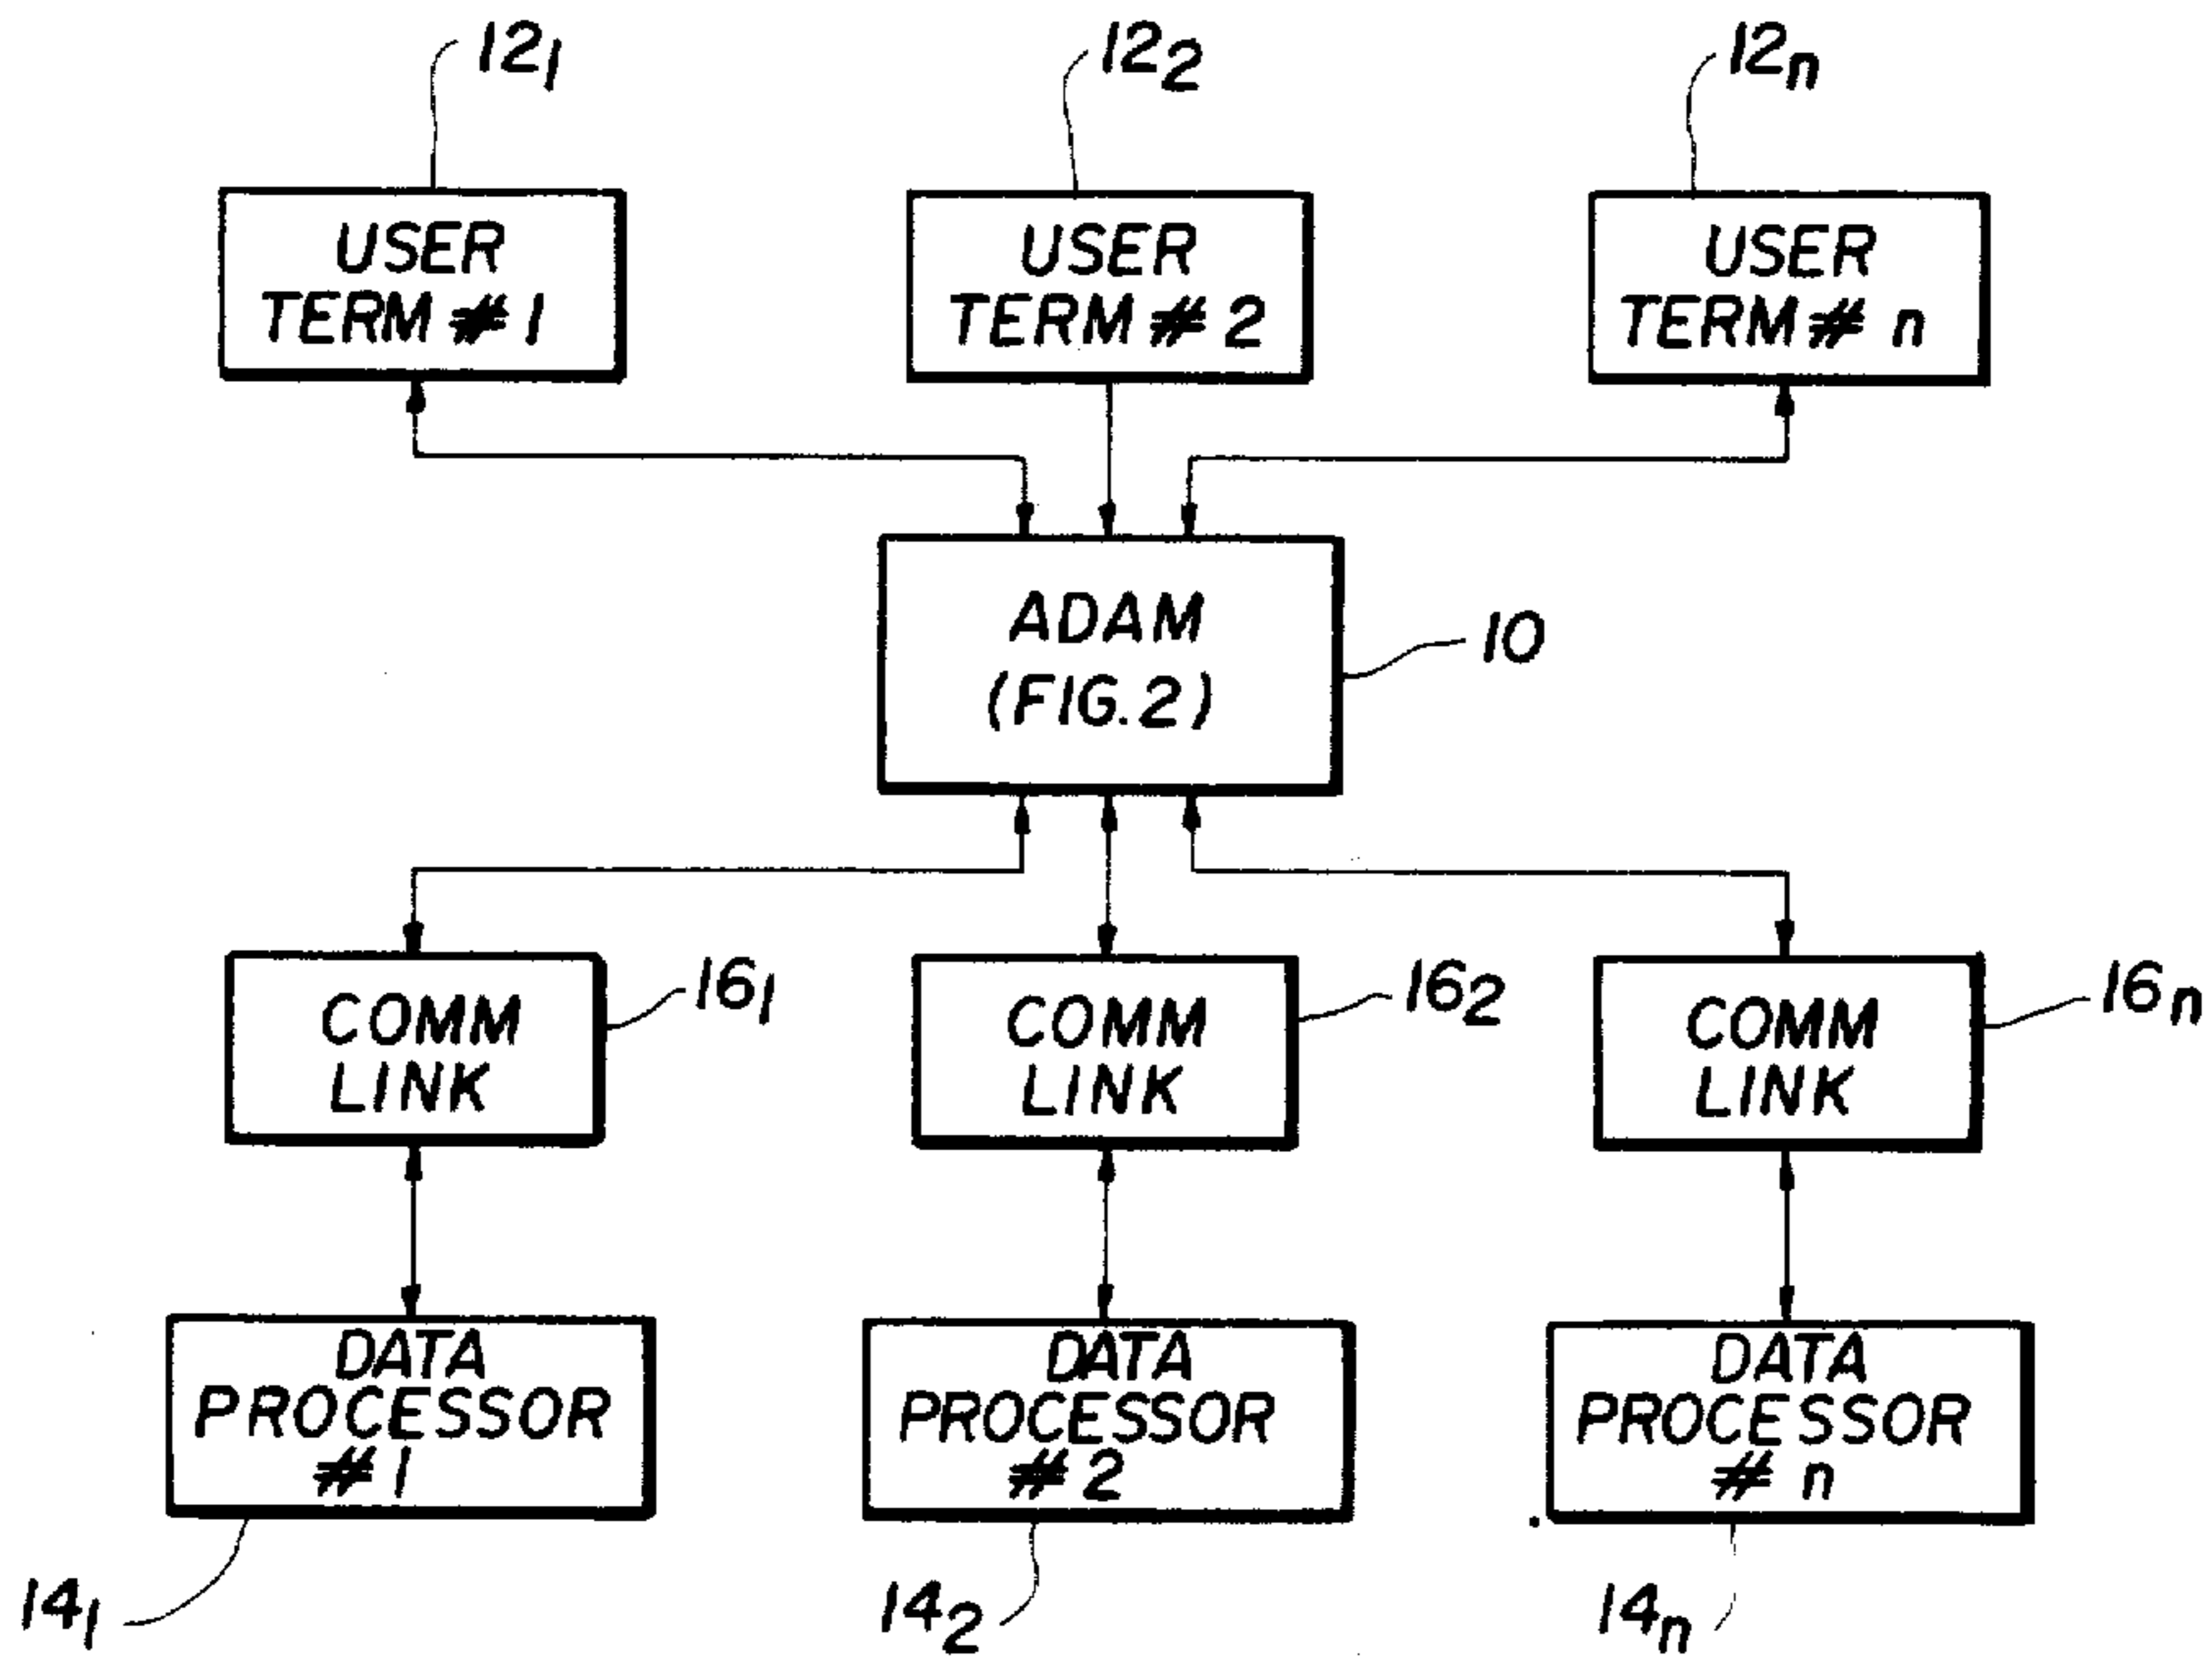 12₁
12₂
12ₙ
USER
TERM # 1
USER
TERM # 2
USER
TERM # n
ADAM
(FIG. 2)
10
COMM
LINK
16₁
COMM
LINK
16₂
COMM
LINK
16ₙ
DATA
PROCESSOR
# 1
DATA
PROCESSOR
# 2
DATA
PROCESSOR
# n
14₁
14₂
14ₙ